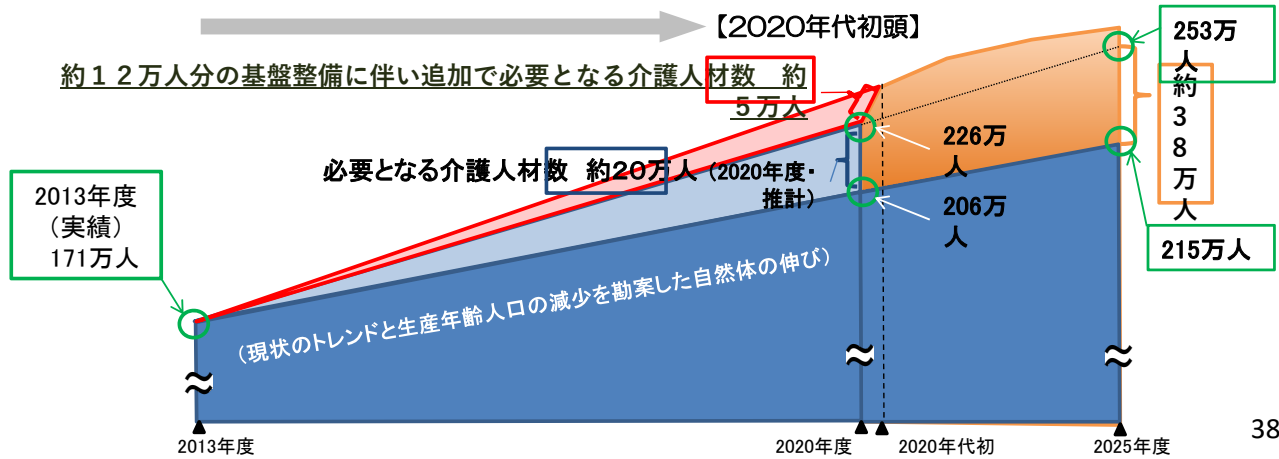 【2020年代初頭】
約１２万人分の基盤整備に伴い追加で必要となる介護人材数　約
５万人
253万
人
約
３
８
万
人
226万
人
必要となる介護人材数　約20万人（2020年度・
推計）
206万
人
215万人
2013年度
（実績）
171万人
（現状のトレンドと生産年齢人口の減少を勘案した自然体の伸び）
≈
≈
≈
2013年度
2020年度
2020年代初
2025年度
38